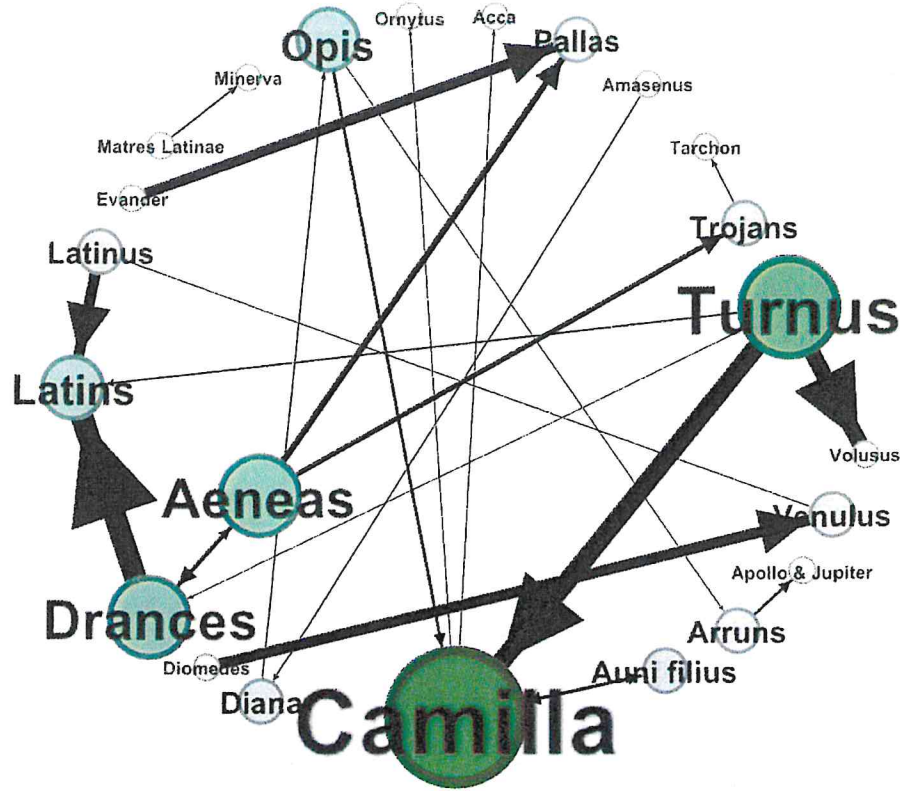 Ornytus
Acca
Opis
Pallas
Minerva
Amasenus
Matres Latinae
Tarchon
Evander
Trojans
Latinus
Turnus
Latins
Volusus
Aeneas
Venulus
Apollo & Jupiter
Drances
Arruns
Diomedes
Auni filius
Diana
Camilla